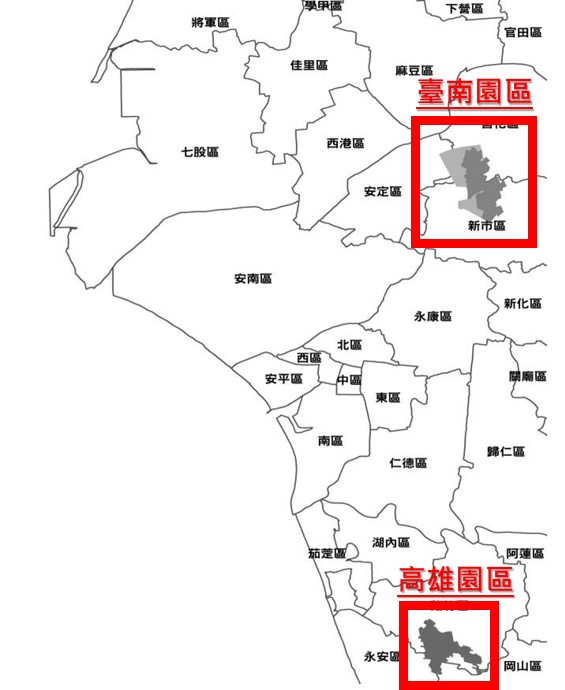 學甲區
下營區
將軍區
官田區
佳里區
麻豆區
臺南園區
善化區
七股區
西港區
安定區
新市區
安南區
永康區
新化區
北區
西區
安平區
中區
東區
關廟區
南區
仁德區
歸仁區
茄萣區
湖內區
阿蓮區
高雄園區
永安區
岡山區